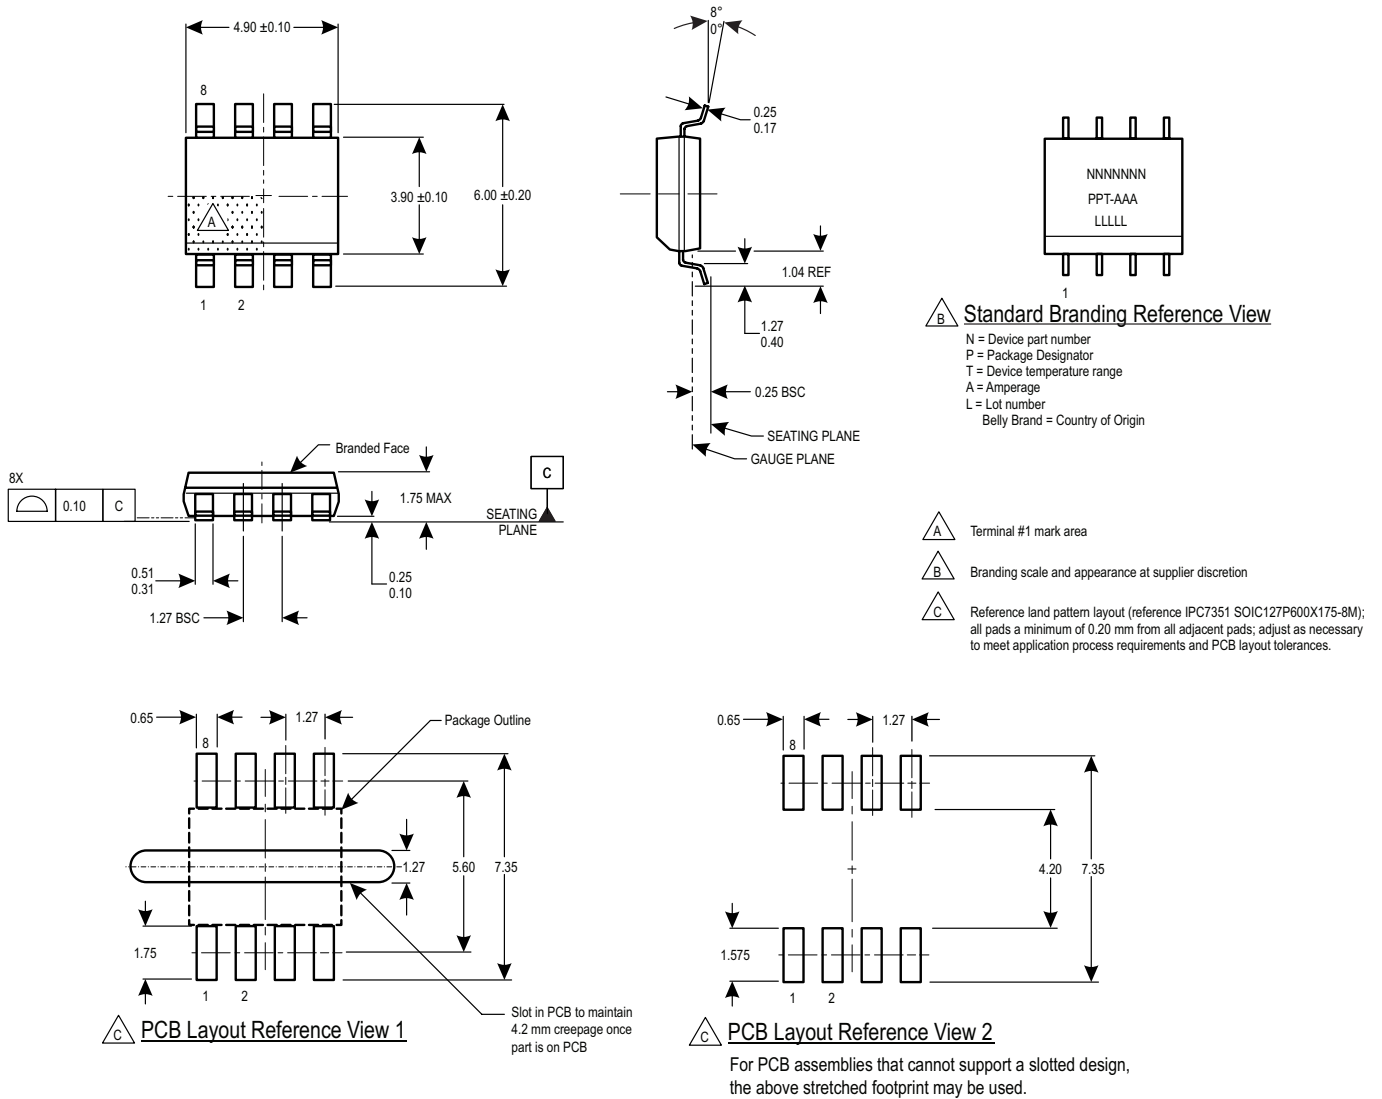 4.90 ±0.10
8
A
3.90 ±0.10
6.00 ±0.20
1 2
8°
0°
0.25
0.17
1.04 REF
1.27
0.40
0.25 BSC
SEATING PLANE
GAUGE PLANE
NNNNNNN
PPT-AAA
LLLLL
1
B Standard Branding Reference View
N = Device part number
P = Package Designator
T = Device temperature range
A = Amperage
L = Lot number
Belly Brand = Country of Origin
Branded Face
8X
0.10 C
1.75 MAX
C
SEATING
PLANE
0.51
0.31
0.25
0.10
1.27 BSC
A Terminal #1 mark area
B Branding scale and appearance at supplier discretion
C Reference land pattern layout (reference IPC7351 SOIC127P600X175-8M);
all pads a minimum of 0.20 mm from all adjacent pads; adjust as necessary
to meet application process requirements and PCB layout tolerances.
0.65
1.27
Package Outline
8
1.27
5.60
7.35
1.75
1 2
Slot in PCB to maintain
4.2 mm creepage once
part is on PCB
C PCB Layout Reference View 1
0.65
1.27
8
4.20
7.35
1.575
1 2
C PCB Layout Reference View 2
For PCB assemblies that cannot support a slotted design,
the above stretched footprint may be used.